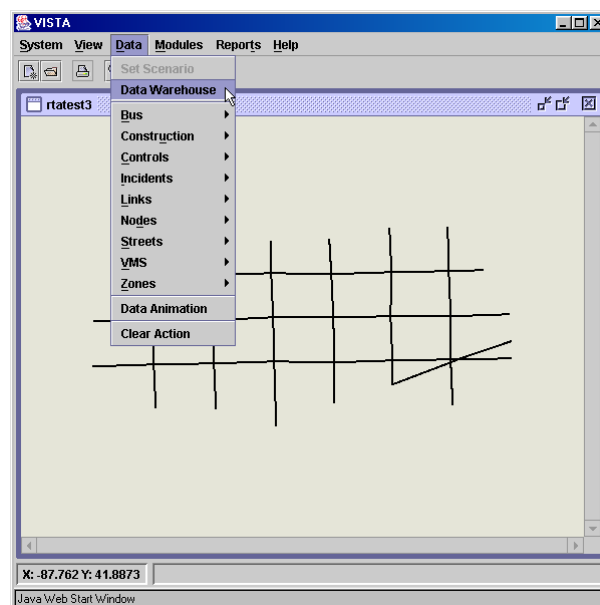 VISTA
System View Data Modules Reports Help
Set Scenario
Data Warehouse
rtatest3
Bus
Construction
Controls
Incidents
Links
Nodes
Streets
VMS
Zones
Data Animation
Clear Action
X: -87.762 Y: 41.8873
Java Web Start Window